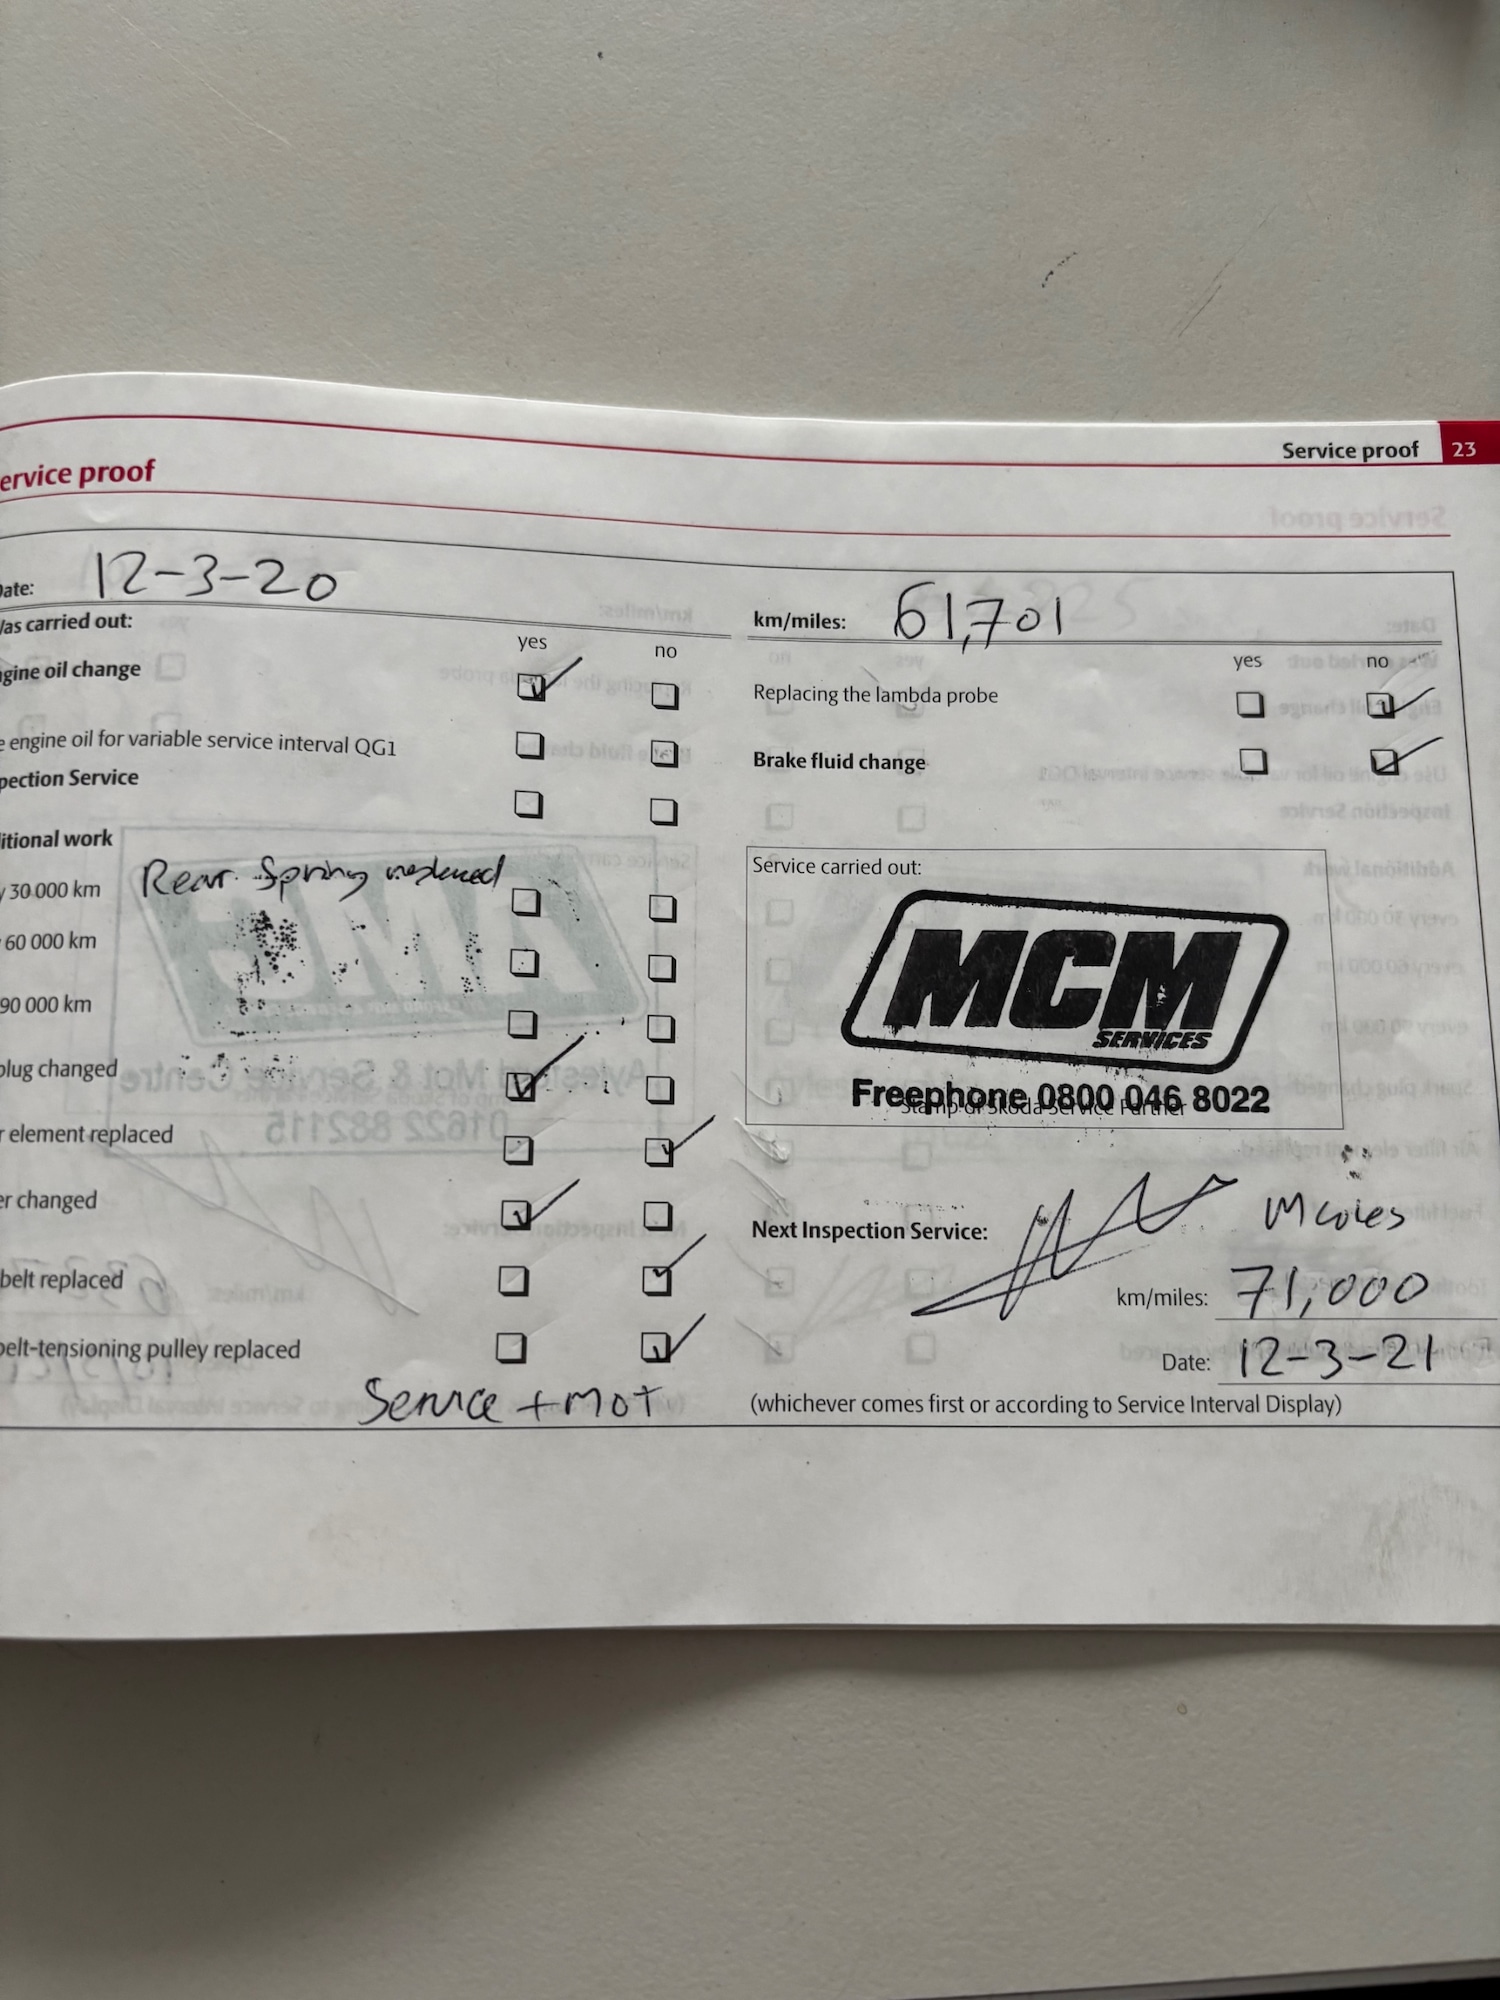 Service proof 23
ervice proof
ate: 12-3-20
km/miles: 61,701
as carried out:
yes no
yes no
gine oil change
Replacing the lambda probe
e engine oil for variable service interval QG1
Brake fluid change
pection Service
itional work
Rear Spring
30 000 km
60 000 km
90 000 km
plug changed
r element replaced
er changed
belt replaced
belt-tensioning pulley replaced
Service + MOT
Service carried out:
MCM
SERVICES
Freephone 0800 046 8022
Stamp of Skoda Service Partner
Next Inspection Service:
km/miles: 71,000
Date: 12-3-21
(whichever comes first or according to Service Interval Display)